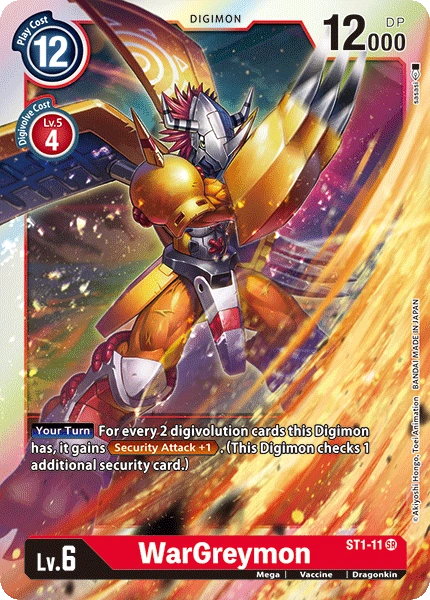 Play Cost
12
DIGIMON
DP
12000
Digivolve Cost
Lv.5
4
sasasi
©Akiyoshi Hongo, Toei Animation BANDAI MADE IN JAPAN
Your Turn For every 2 digivolution cards this Digimon
has, it gains Security Attack +1 . (This Digimon checks 1
additional security card.)
Lv.6
WarGreymon
ST1-11 SR
Mega | Vaccine | Dragonkin